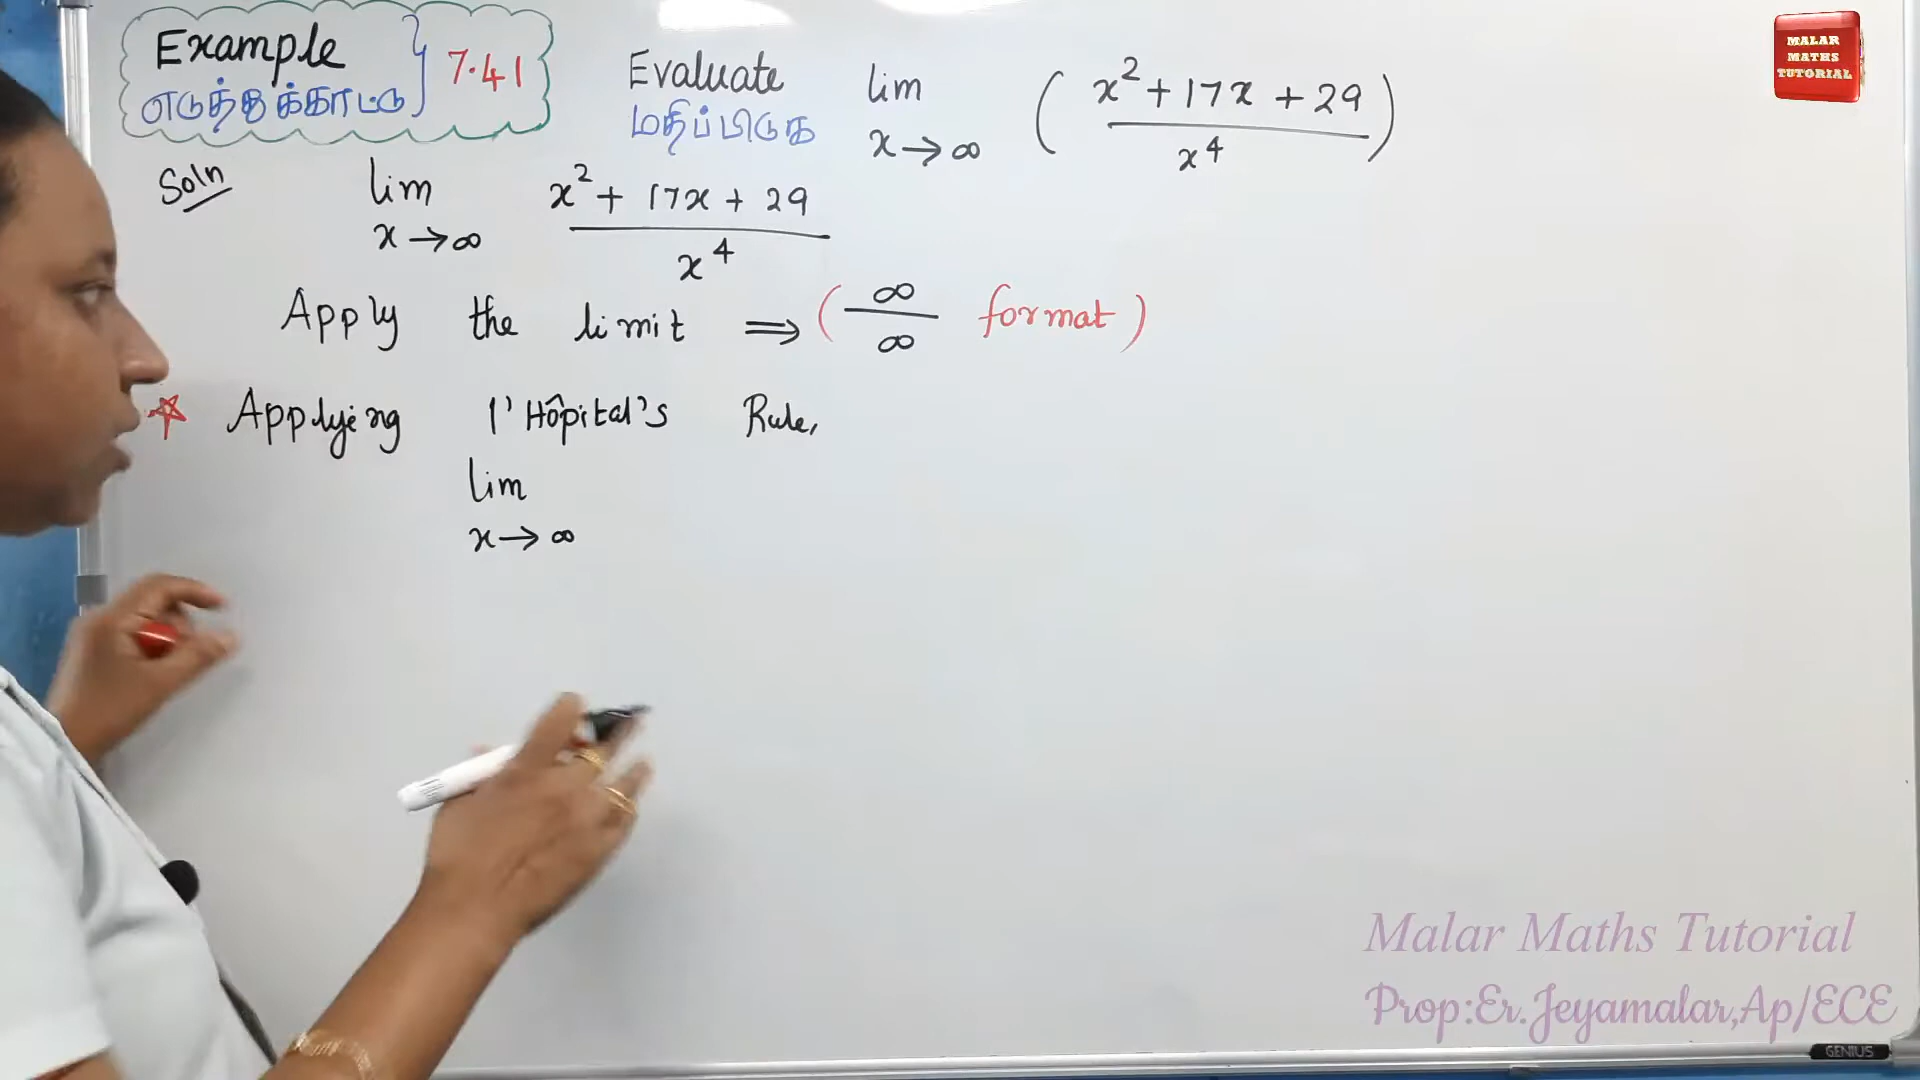 Example } 7.41
எடுத்துக்காட்டு
Evaluate lim x→∞ ( x² + 17x + 29 / x⁴ )
மதிப்பிடுக
Soln lim x→∞ x² + 17x + 29 / x⁴
Apply the limit ⇒ ( ∞/∞ format )
☆ Applying l'Hôpital's Rule,
lim
x→∞
MALAR
MATHS
TUTORIAL
Malar Maths Tutorial
Prop:Er.Jeyamalar,Ap/ECE
GENIUS